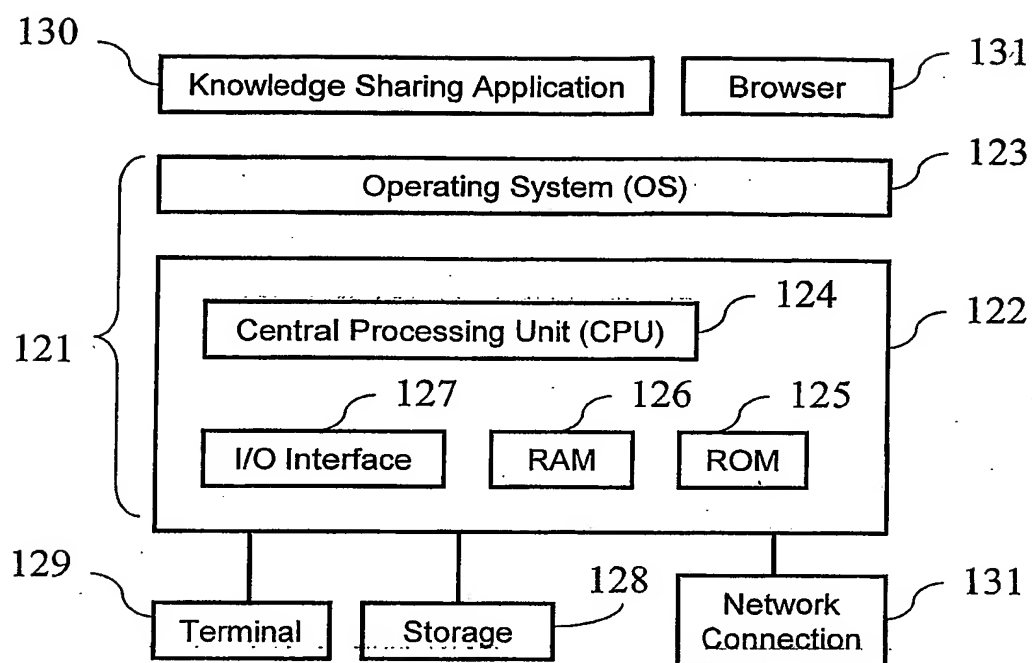 130
131
Knowledge Sharing Application
Browser
123
Operating System (OS)
124
122
Central Processing Unit (CPU)
121
127
126
125
I/O Interface
RAM
ROM
129
128
131
Terminal
Storage
Network
Connection